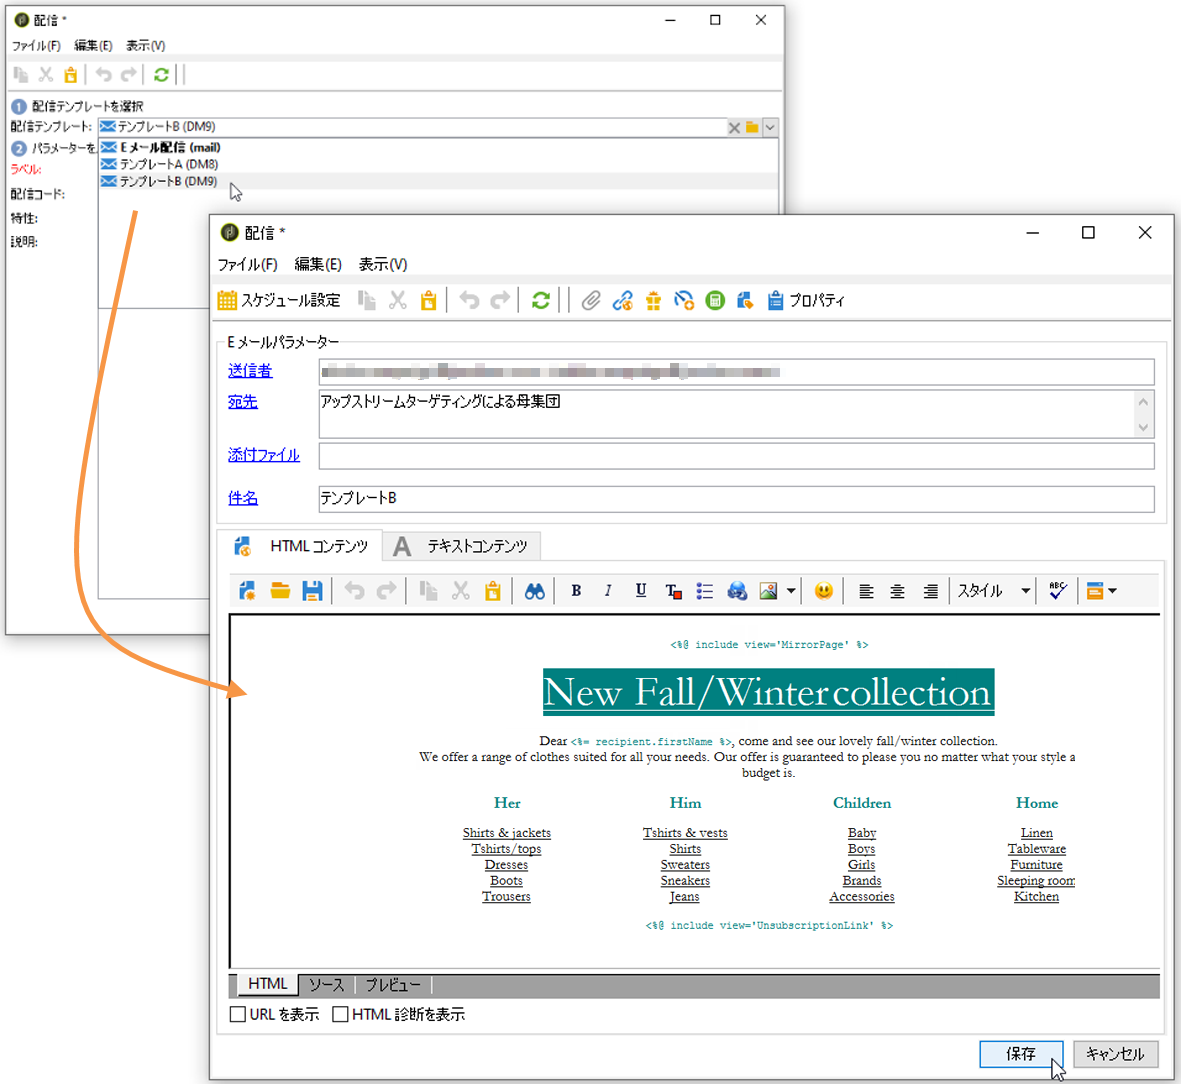 配信 *
ファイル(F) 編集(E) 表示(V)
1 配信テンプレートを選択
配信テンプレート: テンプレートB (DM9)
2 パラメーターを
Eメール配信 (mail)
テンプレートA (DM8)
テンプレートB (DM9)
ラベル:
配信コード:
特性:
説明:
配信 *
ファイル(F) 編集(E) 表示(V)
スケジュール設定 プロパティ
Eメールパラメーター
送信者
宛先 アップストリームターゲティングによる母集団
添付ファイル
件名 テンプレートB
HTML コンテンツ A テキストコンテンツ
B I U T スタイル ABC
<%@ include view='MirrorPage' %>
New Fall/Winter collection
Dear <%= recipient.firstName %>, come and see our lovely fall/winter collection.
We offer a range of clothes suited for all your needs. Our offer is guaranteed to please you no matter what your style a
budget is.
Her Him Children Home
Shirts & jackets Tshirts & vests Baby Linen
Tshirts/tops Shirts Boys Tableware
Dresses Sweaters Girls Furniture
Boots Sneakers Brands Sleeping room
Trousers Jeans Accessories Kitchen
<%@ include view='UnsubscriptionLink' %>
HTML ソース プレビュー
URL を表示 HTML 診断を表示
保存 キャンセル